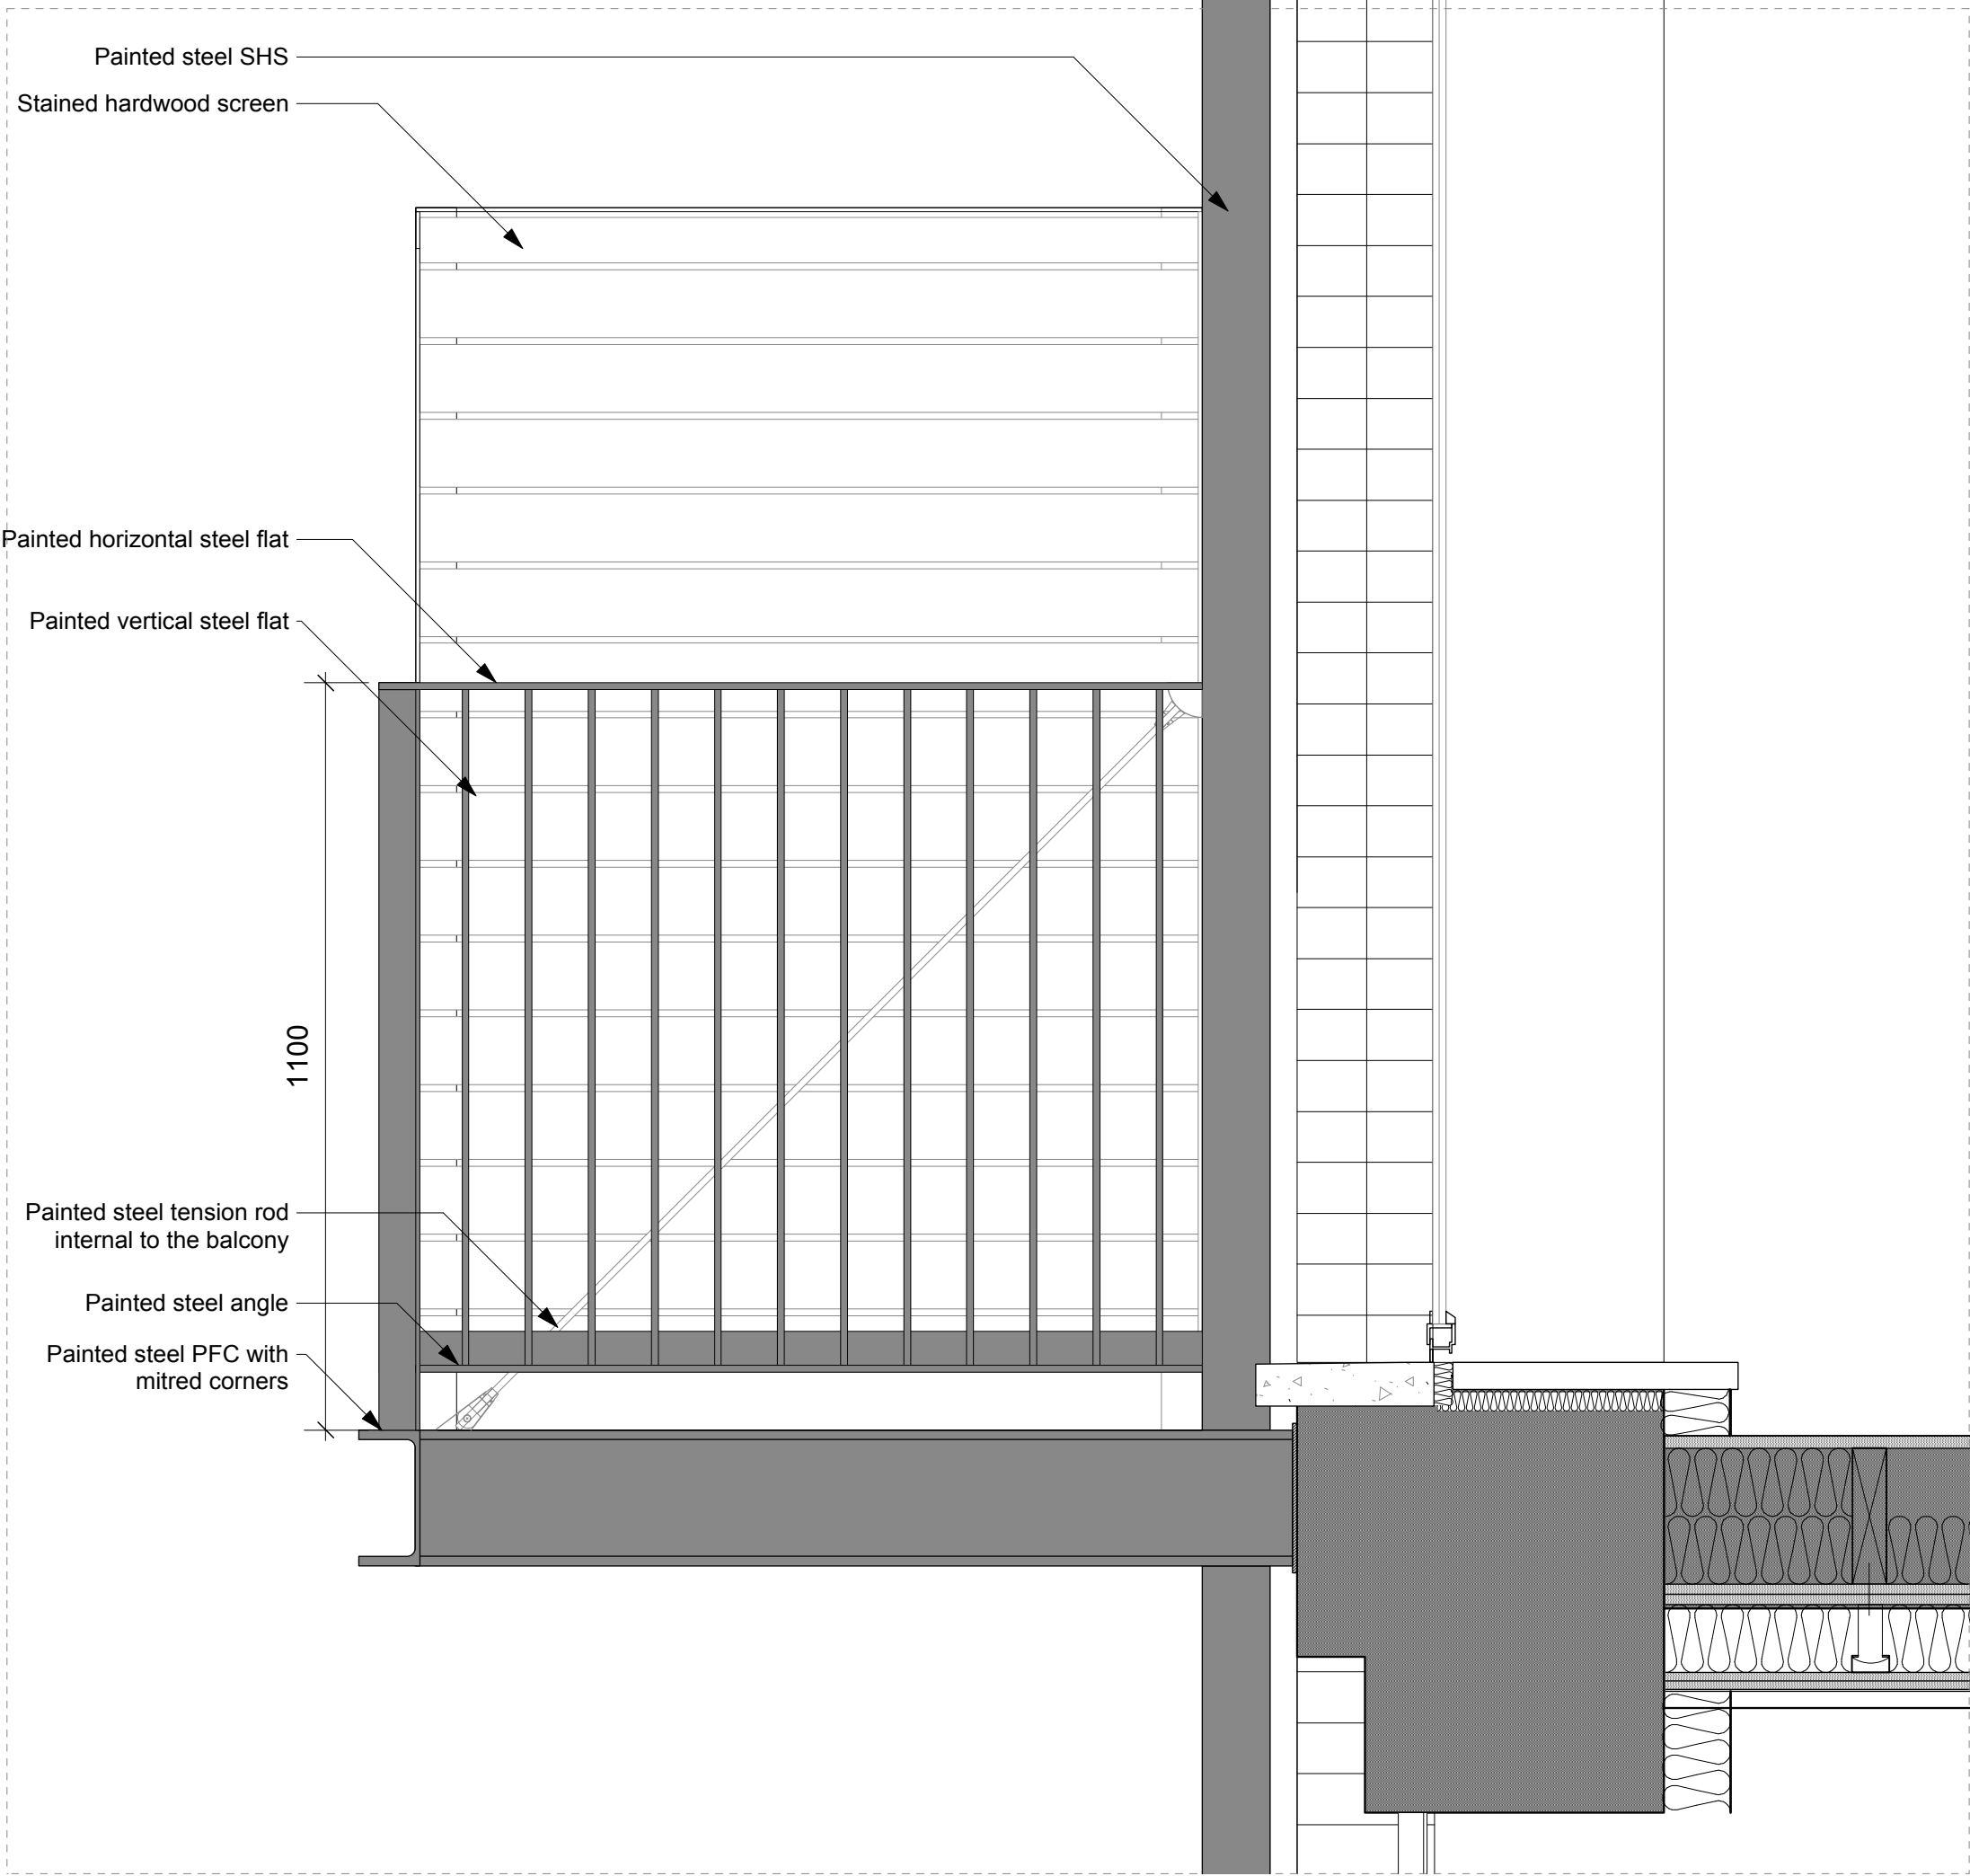 Painted steel SHS
Stained hardwood screen
Painted horizontal steel flat
Painted vertical steel flat
1100
Painted steel tension rod
internal to the balcony
Painted steel angle
Painted steel PFC with
mitred corners